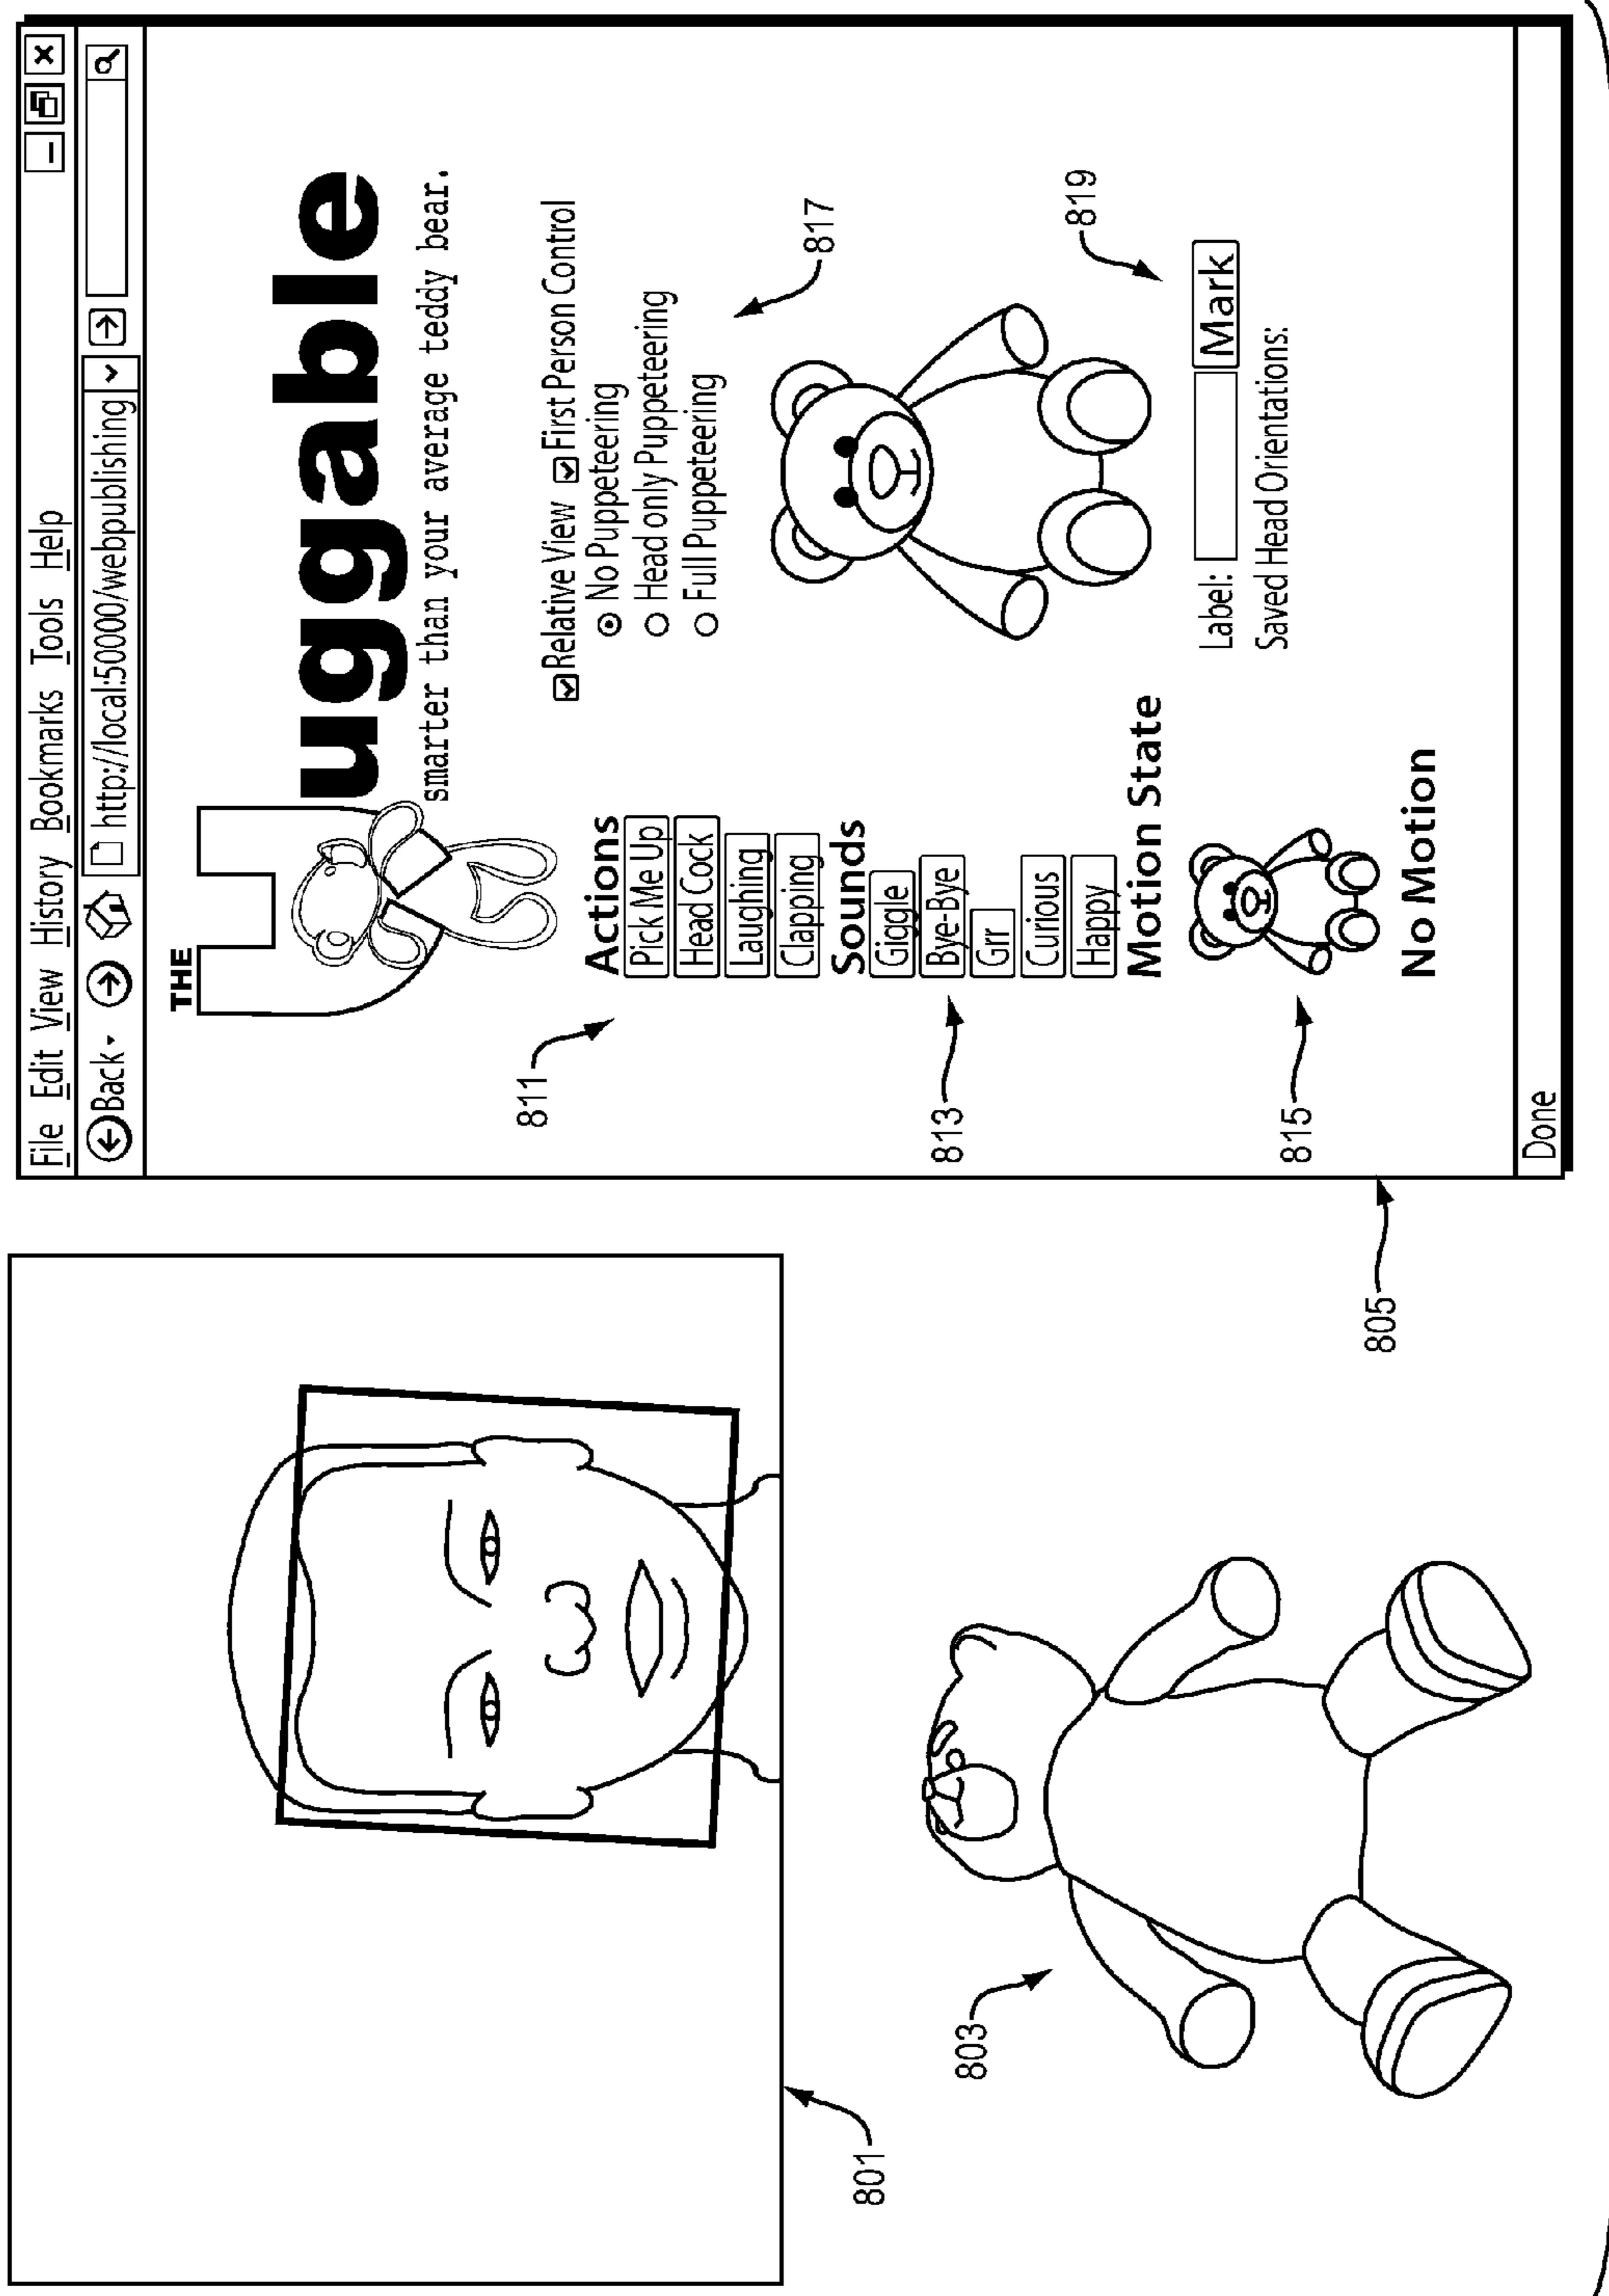 File Edit View History Bookmarks Tools Help
Back http://local:50000/webpublishing
THE
Huggable
smarter than your average teddy bear.
811
Actions
Pick Me Up
Head Cock
Laughing
Clapping
Sounds
Giggle
Bye-Bye
Grr
Curious
Happy
813
Motion State
815
No Motion
Relative View First Person Control
No Puppeteering
Head only Puppeteering
Full Puppeteering
817
819
Label: Mark
Saved Head Orientations:
Done
801
803
805